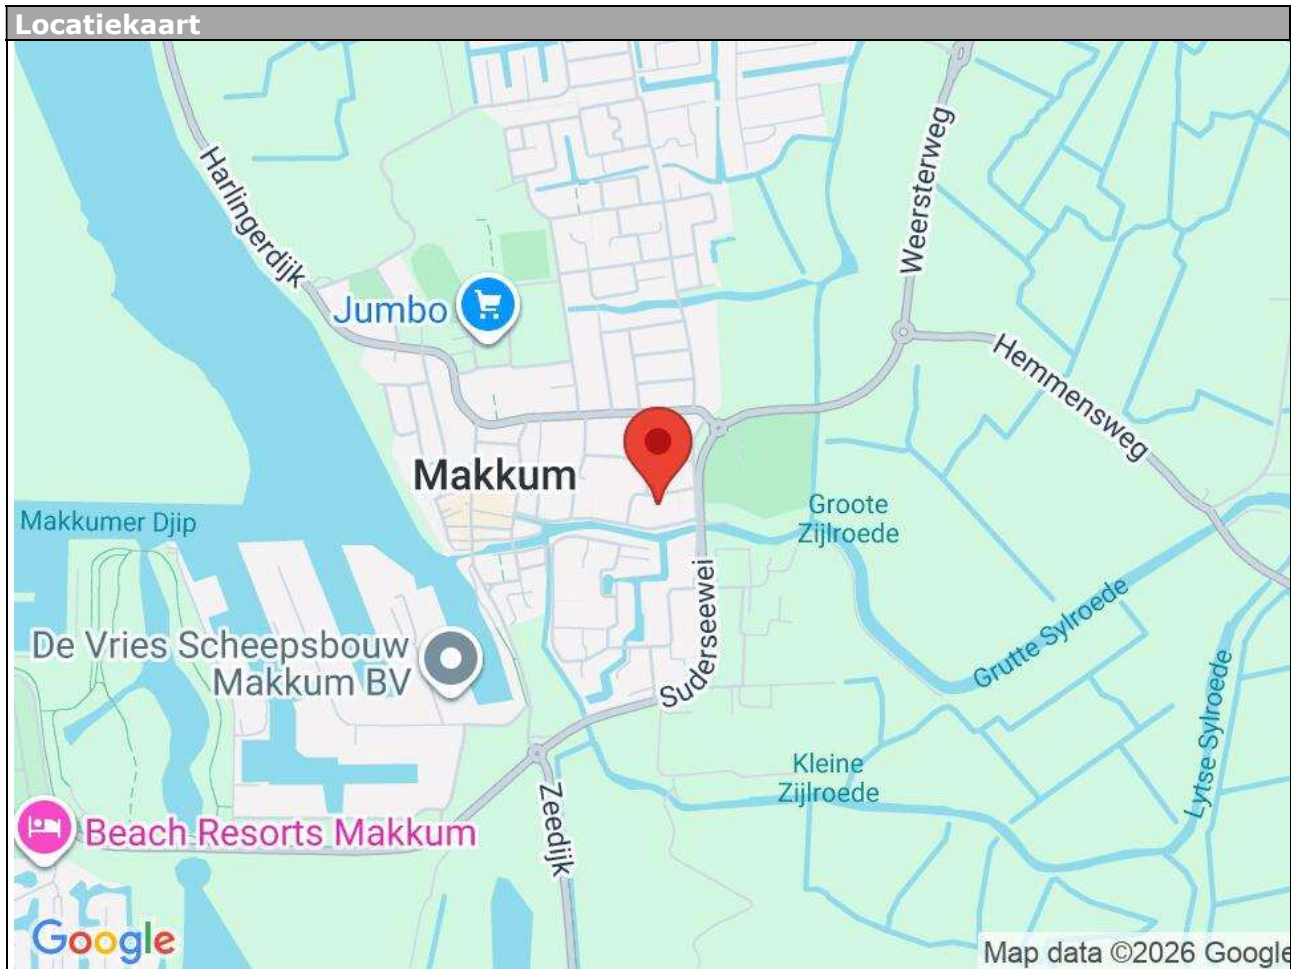 Locatiekaart
Harlingerdijk
Weersterweg
Jumbo
Hemmensweg
Makkum
Groote
Zijlroede
Makkumer Djip
Suderseewei
Grutte Sylroede
De Vries Scheepsbouw
Makkum BV
Lytse Sylroede
Kleine
Zijlroede
Zeedijk
Beach Resorts Makkum
Google
Map data ©2026 Google